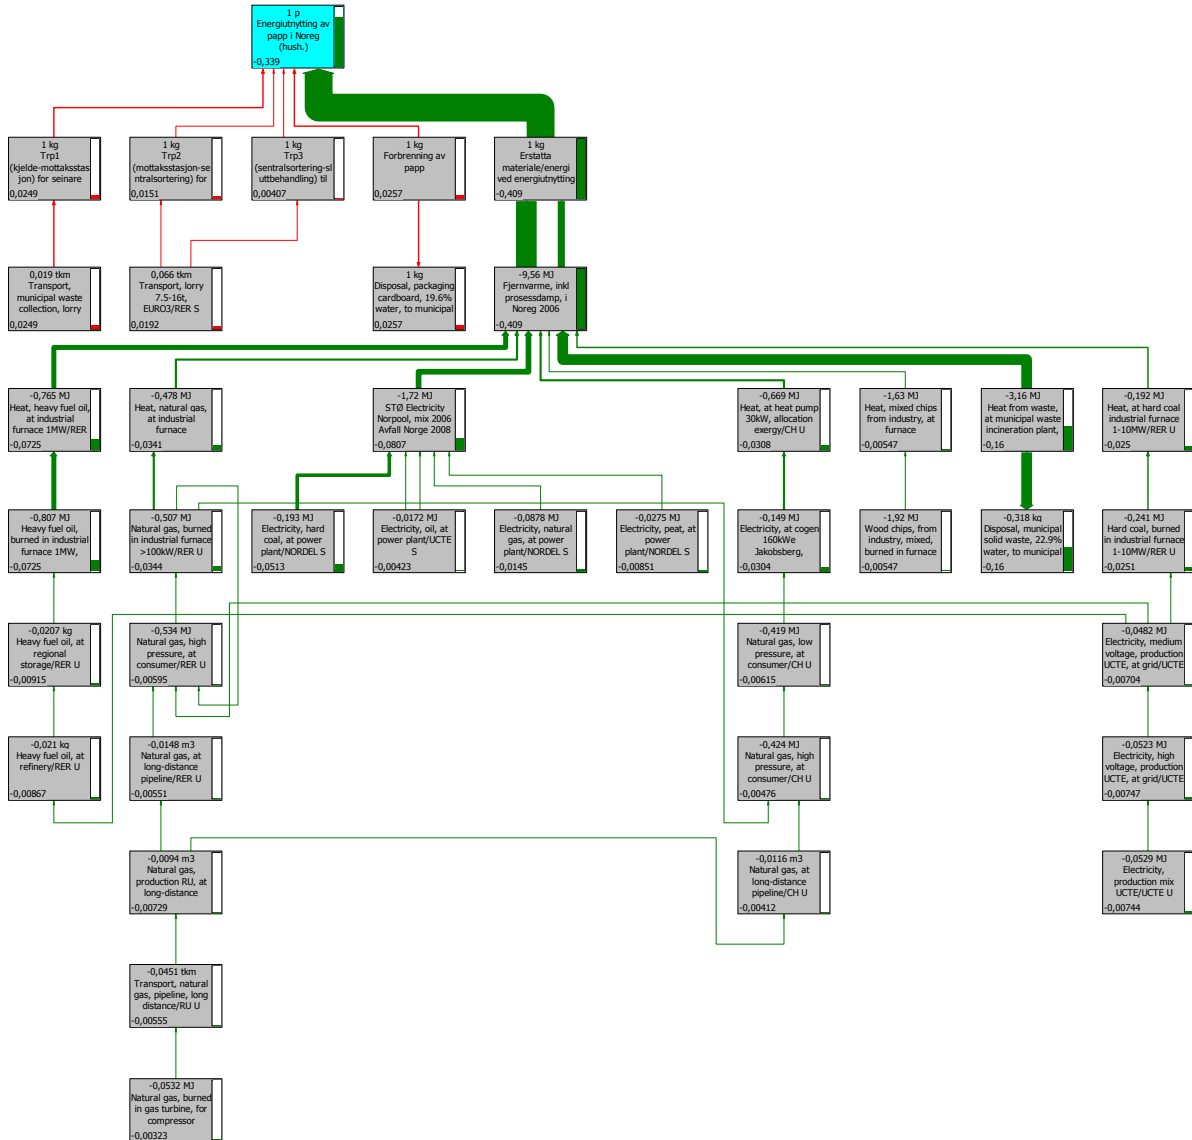 1 p
Energiutnytting av
papp i Noreg
(hush.)
-0,339
1 kg
Trp1
(kjelde-mottaksstas
jon) for seinare
0,0249
1 kg
Trp2
(mottaksstasjon-se
ntralsortering) for
0,0151
1 kg
Trp3
(sentralsortering-sl
uttbehandling) til
0,00407
1 kg
Forbrenning av
papp
0,0257
1 kg
Erstatta
materiale/energi
ved energiutnytting
-0,409
0,019 tkm
Transport,
municipal waste
collection, lorry
0,0249
0,066 tkm
Transport, lorry
7.5-16t,
EURO3/RER S
0,0192
1 kg
Disposal, packaging
cardboard, 19.6%
water, to municipal
0,0257
-9,56 MJ
Fjernvarme, inkl
prosessdamp, i
Noreg 2006
-0,409
-0,765 MJ
Heat, heavy fuel oil,
at industrial
furnace 1MW/RER
-0,0725
-0,478 MJ
Heat, natural gas,
at industrial
furnace
-0,0341
-1,72 MJ
STØ Electricity
Norpool, mix 2006
Avfall Norge 2008
-0,0807
-0,669 MJ
Heat, at heat pump
30kW, allocation
exergy/CH U
-0,0308
-1,63 MJ
Heat, mixed chips
from industry, at
furnace
-0,00547
-3,16 MJ
Heat from waste,
at municipal waste
incineration plant,
-0,16
-0,192 MJ
Heat, at hard coal
industrial furnace
1-10MW/RER U
-0,025
-0,807 MJ
Heavy fuel oil,
burned in industrial
furnace 1MW,
-0,0725
-0,507 MJ
Natural gas, burned
in industrial furnace
>100kW/RER U
-0,0344
-0,193 MJ
Electricity, hard
coal, at power
plant/NORDEL S
-0,0513
-0,0172 MJ
Electricity, oil, at
power plant/UCTE
S
-0,00423
-0,0878 MJ
Electricity, natural
gas, at power
plant/NORDEL S
-0,0145
-0,0275 MJ
Electricity, peat, at
power
plant/NORDEL S
-0,00851
-0,149 MJ
Electricity, at cogen
160kWe
Jakobsberg,
-0,0304
-1,92 MJ
Wood chips, from
industry, mixed,
burned in furnace
-0,00547
-0,318 kg
Disposal, municipal
solid waste, 22.9%
water, to municipal
-0,16
-0,241 MJ
Hard coal, burned
in industrial furnace
1-10MW/RER U
-0,0251
-0,0207 kg
Heavy fuel oil, at
regional
storage/RER U
-0,00915
-0,534 MJ
Natural gas, high
pressure, at
consumer/RER U
-0,00595
-0,419 MJ
Natural gas, low
pressure, at
consumer/CH U
-0,00615
-0,0482 MJ
Electricity, medium
voltage, production
UCTE, at grid/UCTE
-0,00704
-0,021 kg
Heavy fuel oil, at
refinery/RER U
-0,00867
-0,0148 m3
Natural gas, at
long-distance
pipeline/RER U
-0,00551
-0,424 MJ
Natural gas, high
pressure, at
consumer/CH U
-0,00476
-0,0523 MJ
Electricity, high
voltage, production
UCTE, at grid/UCTE
-0,00747
-0,0094 m3
Natural gas,
production RU, at
long-distance
-0,00729
-0,0116 m3
Natural gas, at
long-distance
pipeline/CH U
-0,00412
-0,0529 MJ
Electricity,
production mix
UCTE/UCTE U
-0,00744
-0,0451 tkm
Transport, natural
gas, pipeline, long
distance/RU U
-0,00555
-0,0532 MJ
Natural gas, burned
in gas turbine, for
compressor
-0,00323